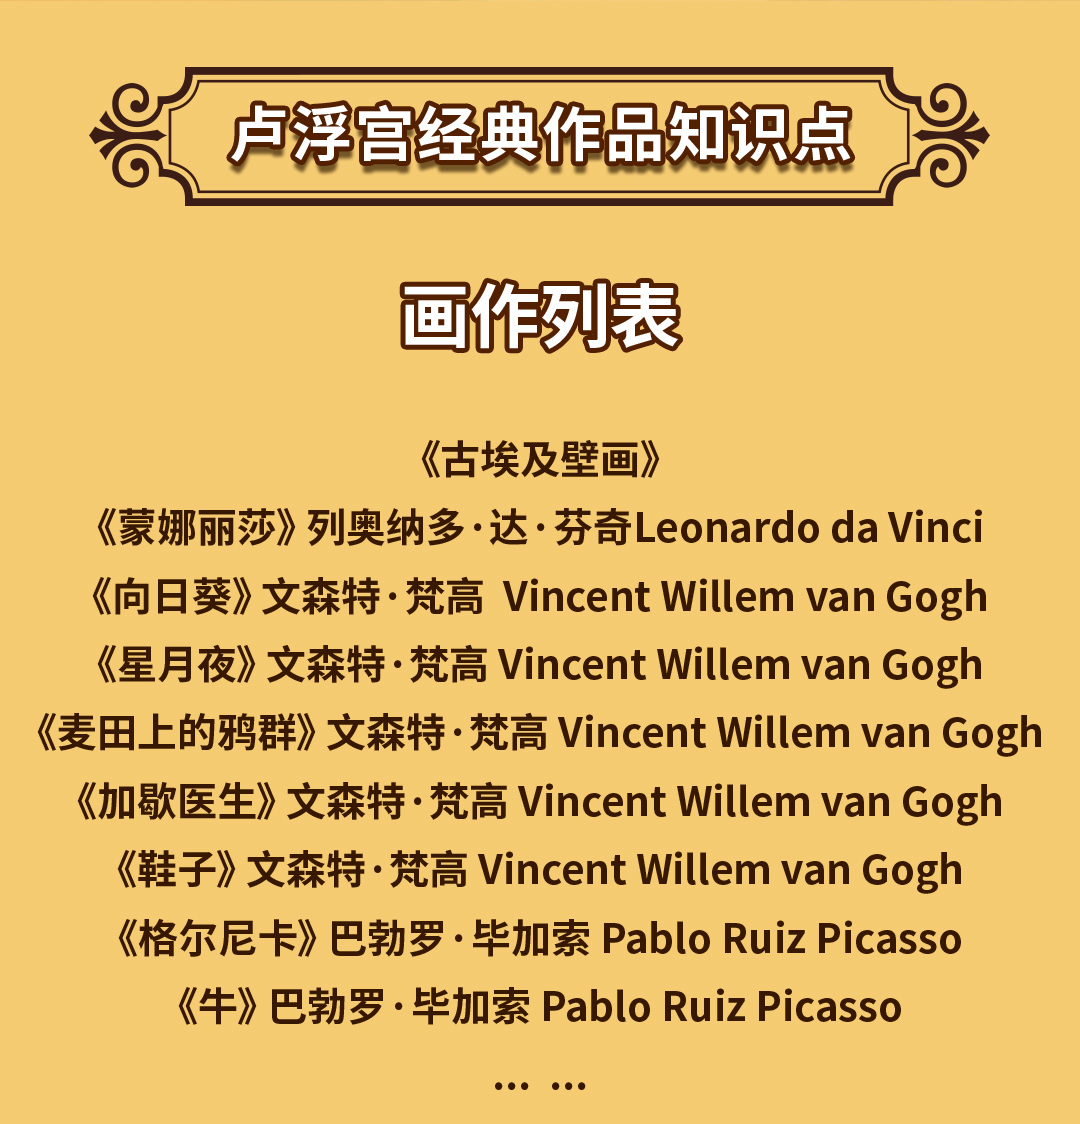 卢浮宫经典作品知识点
画作列表
《古埃及壁画》
《蒙娜丽莎》列奥纳多·达·芬奇Leonardo da Vinci
《向日葵》文森特·梵高 Vincent Willem van Gogh
《星月夜》文森特·梵高 Vincent Willem van Gogh
《麦田上的鸦群》文森特·梵高 Vincent Willem van Gogh
《加歇医生》文森特·梵高 Vincent Willem van Gogh
《鞋子》文森特·梵高 Vincent Willem van Gogh
《格尔尼卡》巴勃罗·毕加索 Pablo Ruiz Picasso
《牛》巴勃罗·毕加索 Pablo Ruiz Picasso
... ...